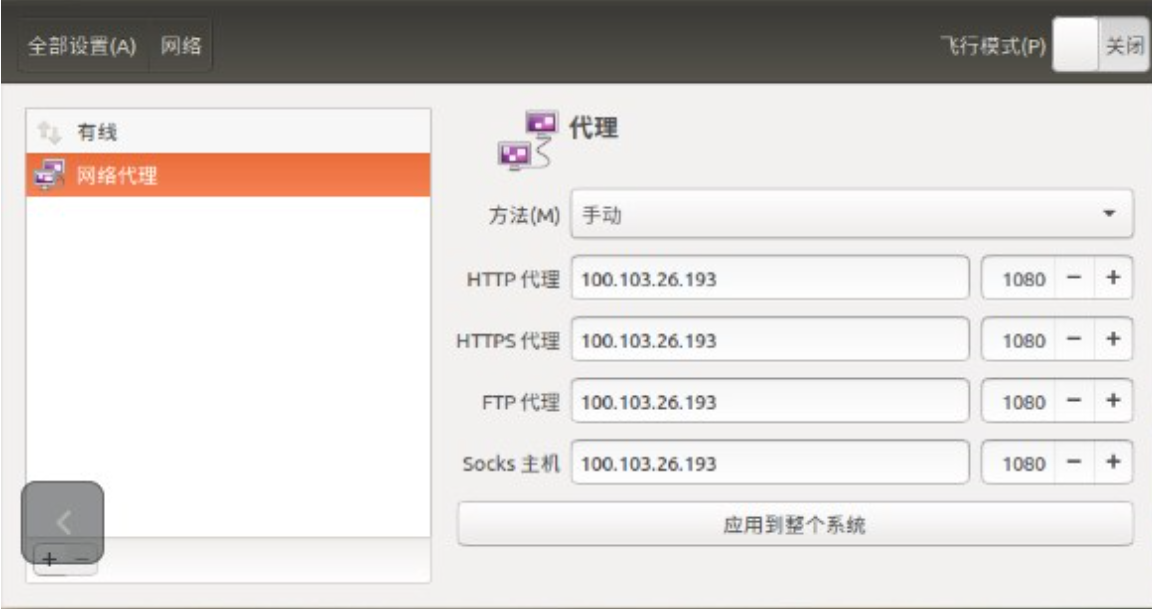 全部设置(A) 网络 飞行模式(P) 关闭
有线
网络代理
代理
方法(M) 手动
HTTP 代理 100.103.26.193 1080 − +
HTTPS 代理 100.103.26.193 1080 − +
FTP 代理 100.103.26.193 1080 − +
Socks 主机 100.103.26.193 1080 − +
应用到整个系统
+ −